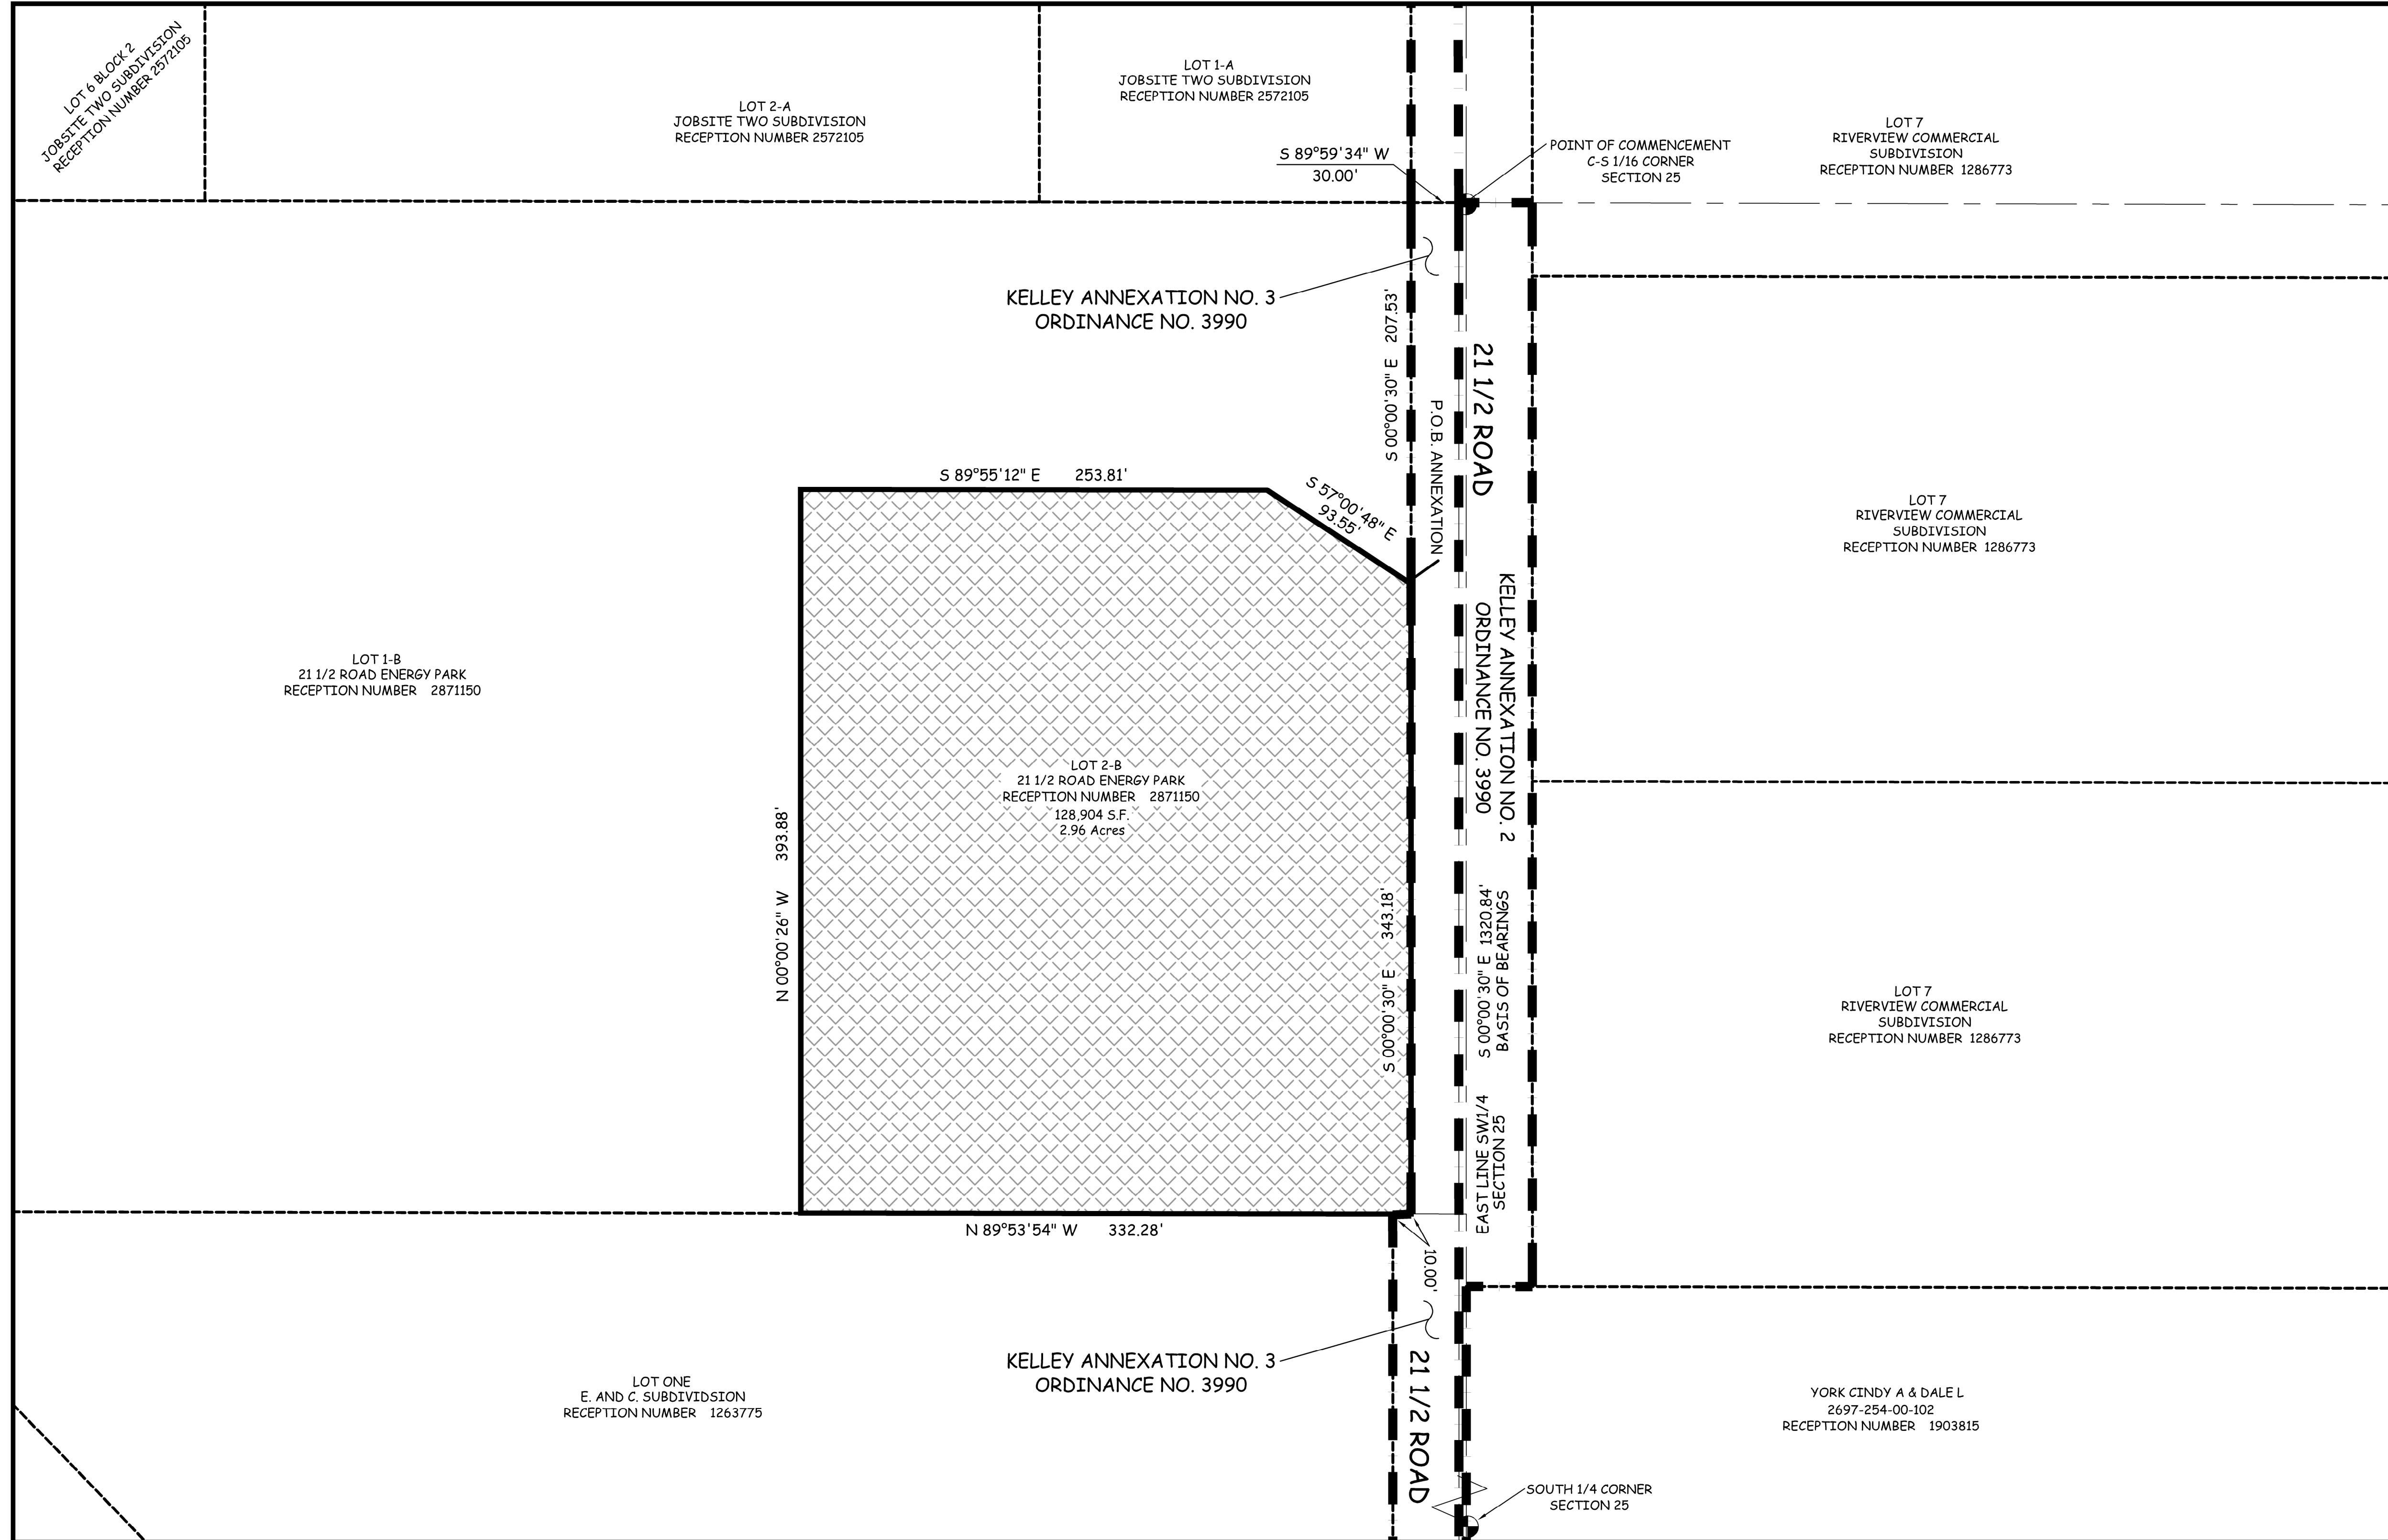 LOT 6 BLOCK 2
JOBSITE TWO SUBDIVISION
RECEPTION NUMBER 2572105
LOT 2-A
JOBSITE TWO SUBDIVISION
RECEPTION NUMBER 2572105
LOT 1-A
JOBSITE TWO SUBDIVISION
RECEPTION NUMBER 2572105
S 89°59'34" W
30.00'
POINT OF COMMENCEMENT
C-S 1/16 CORNER
SECTION 25
LOT 7
RIVERVIEW COMMERCIAL
SUBDIVISION
RECEPTION NUMBER 1286773
KELLEY ANNEXATION NO. 3
ORDINANCE NO. 3990
S 00°00'30" E 207.53'
P.O.B. ANNEXATION
21 1/2 ROAD
S 89°55'12" E 253.81'
S 57°00'48" E
93.55'
LOT 7
RIVERVIEW COMMERCIAL
SUBDIVISION
RECEPTION NUMBER 1286773
KELLEY ANNEXATION NO. 2
ORDINANCE NO. 3990
LOT 1-B
21 1/2 ROAD ENERGY PARK
RECEPTION NUMBER 2871150
LOT 2-B
21 1/2 ROAD ENERGY PARK
RECEPTION NUMBER 2871150
128,904 S.F.
2.96 Acres
N 00°00'26" W 393.88'
S 00°00'30" E 343.18'
S 00°00'30" E 1320.84'
BASIS OF BEARINGS
EAST LINE SW1/4
SECTION 25
LOT 7
RIVERVIEW COMMERCIAL
SUBDIVISION
RECEPTION NUMBER 1286773
N 89°53'54" W 332.28'
10.00'
KELLEY ANNEXATION NO. 3
ORDINANCE NO. 3990
21 1/2 ROAD
LOT ONE
E. AND C. SUBDIVIDSION
RECEPTION NUMBER 1263775
YORK CINDY A & DALE L
2697-254-00-102
RECEPTION NUMBER 1903815
SOUTH 1/4 CORNER
SECTION 25